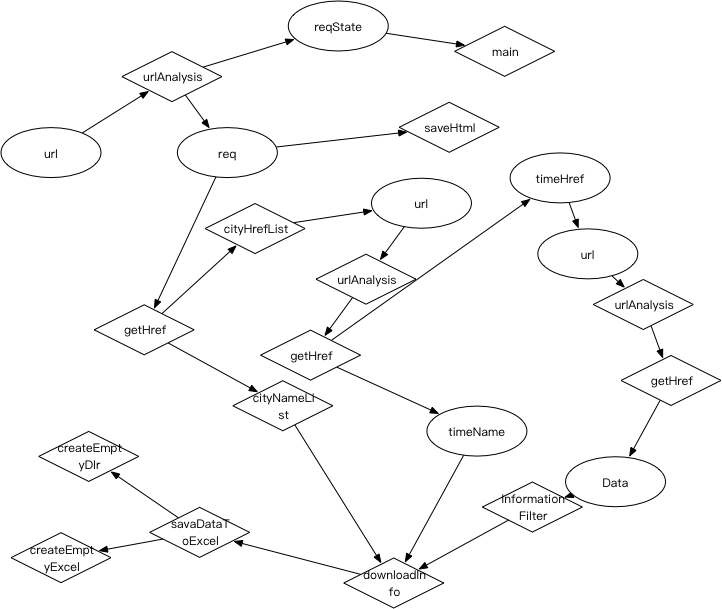 reqState
main
urlAnalysis
saveHtml
url
req
timeHref
url
cityHrefList
url
urlAnalysis
urlAnalysis
getHref
getHref
getHref
cityNameLI
st
timeName
createEmpt
yDIr
Data
Information
Filter
savaDataT
oExcel
createEmpt
yExcel
downloadIn
fo